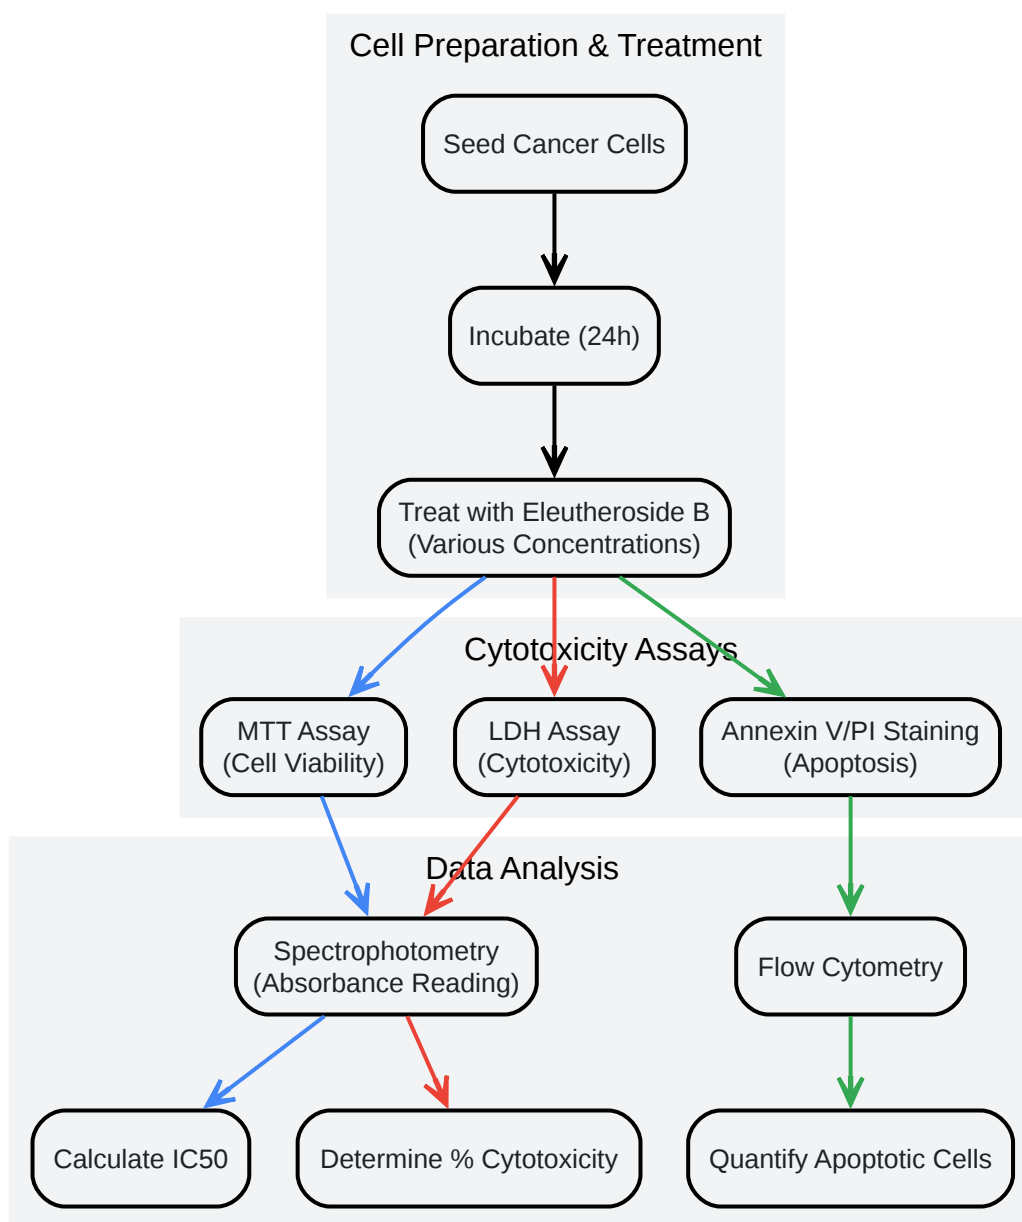 Cell Preparation & Treatment
Seed Cancer Cells
Incubate (24h)
Treat with Eleutheroside B
(Various Concentrations)
Cytotoxicity Assays
MTT Assay
(Cell Viability)
LDH Assay
(Cytotoxicity)
Annexin V/PI Staining
(Apoptosis)
Data Analysis
Spectrophotometry
(Absorbance Reading)
Flow Cytometry
Calculate IC50
Determine % Cytotoxicity
Quantify Apoptotic Cells